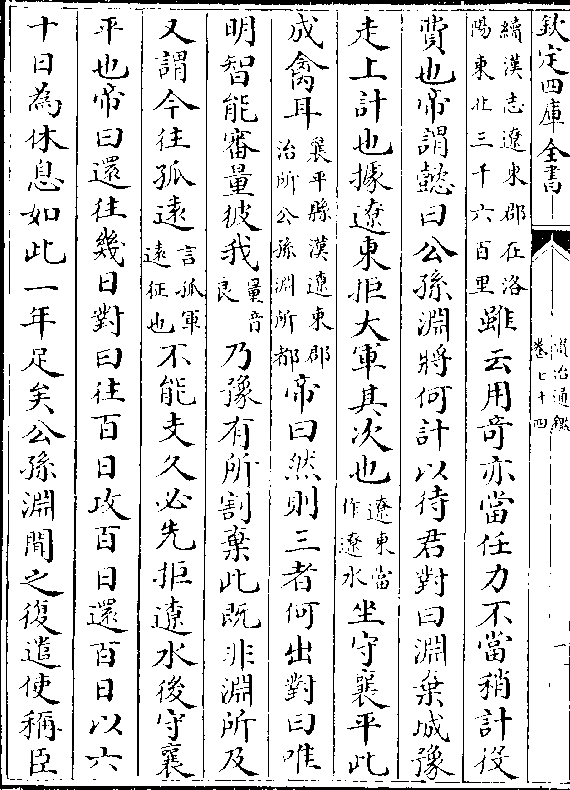 欽定四庫全書
資治通鑑
卷七十四
續漢志遼東郡在洛
陽東北三千六百里
雖云用竒亦當任力不當稍計役
費也帝謂懿曰公孫淵將何計以待君對曰淵棄城豫
走上計也據遼東拒大軍其次也
遼東當
作遼水
坐守襄平此
成禽耳
襄平縣漢遼東郡
治所公孫淵所都
帝曰然則三者何出對曰唯
明智能審量彼我
量音
良
乃豫有所割棄此既非淵所及
又謂今往孤遠
言孤軍
遠征也
不能支久必先拒遼水後守襄
平也帝曰還往幾日對曰往百日攻百日還百日以六
十日為休息如此一年足矣公孫淵聞之復遣使稱臣